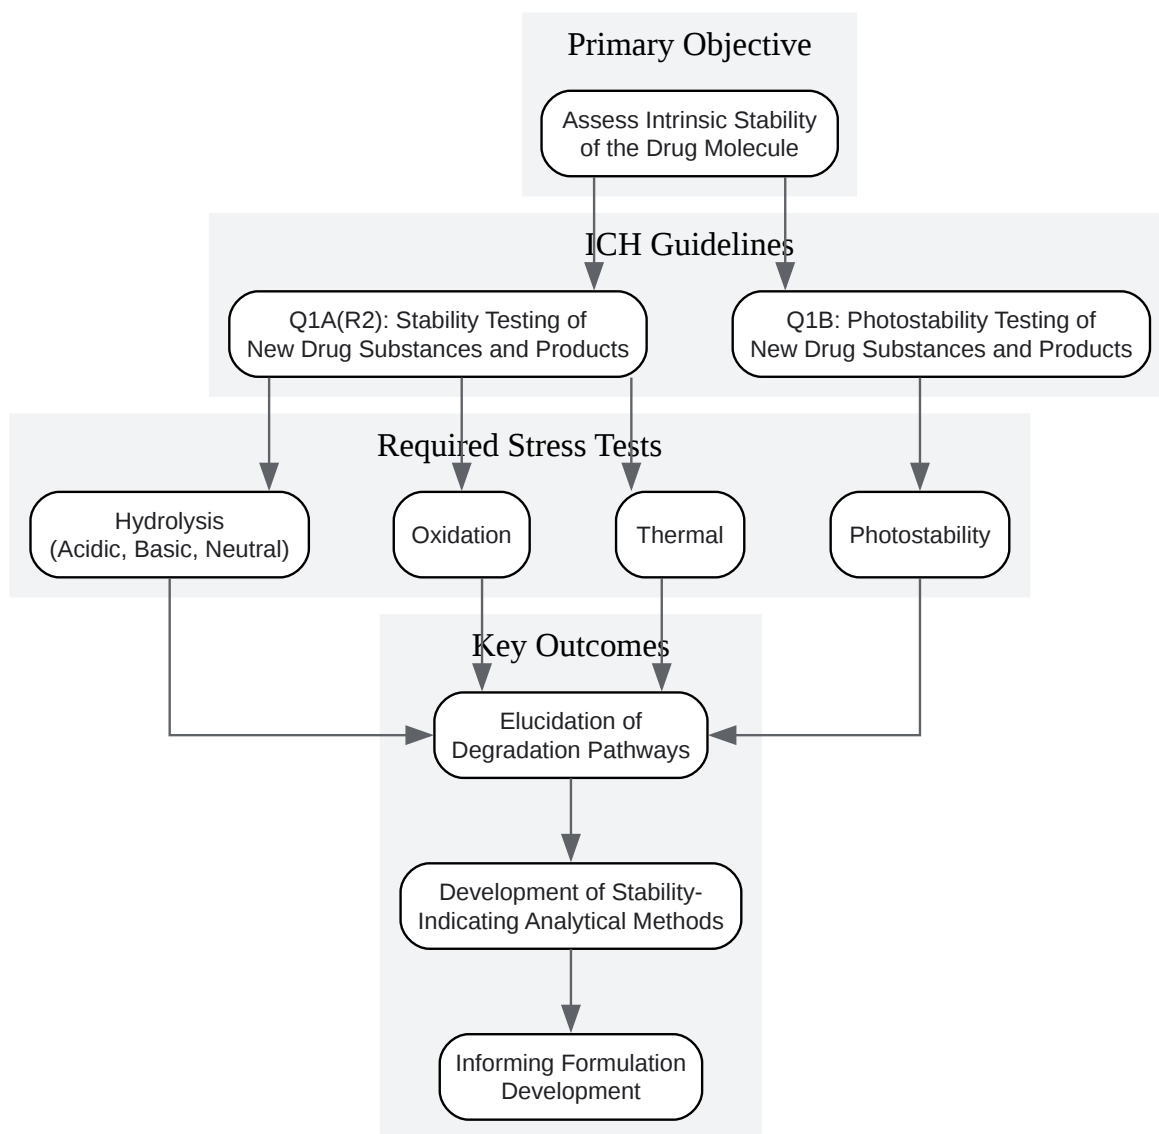 Primary Objective
Assess Intrinsic Stability
of the Drug Molecule
ICH Guidelines
Q1A(R2): Stability Testing of
New Drug Substances and Products
Q1B: Photostability Testing of
New Drug Substances and Products
Required Stress Tests
Hydrolysis
(Acidic, Basic, Neutral)
Oxidation
Thermal
Photostability
Key Outcomes
Elucidation of
Degradation Pathways
Development of Stability-
Indicating Analytical Methods
Informing Formulation
Development